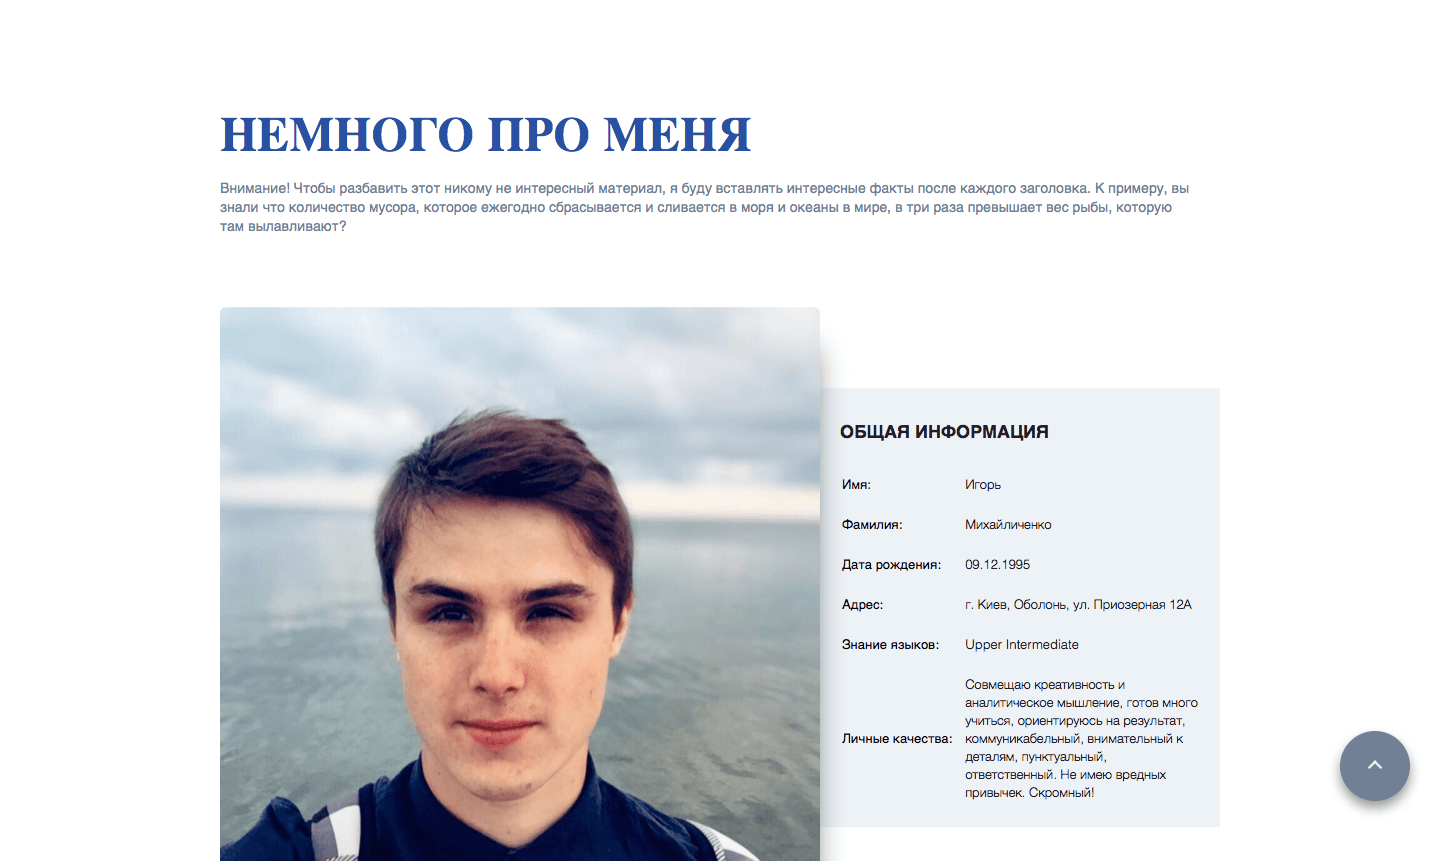 НЕМНОГО ПРО МЕНЯ
Внимание! Чтобы разбавить этот никому не интересный материал, я буду вставлять интересные факты после каждого заголовка. К примеру, вы
знали что количество мусора, которое ежегодно сбрасывается и сливается в моря и океаны в мире, в три раза превышает вес рыбы, которую
там вылавливают?
ОБЩАЯ ИНФОРМАЦИЯ
Имя: Игорь
Фамилия: Михайличенко
Дата рождения: 09.12.1995
Адрес: г. Киев, Оболонь, ул. Приозерная 12А
Знание языков: Upper Intermediate
Личные качества:
Совмещаю креативность и
аналитическое мышление, готов много
учиться, ориентируюсь на результат,
коммуникабельный, внимательный к
деталям, пунктуальный,
ответственный. Не имею вредных
привычек. Скромный!